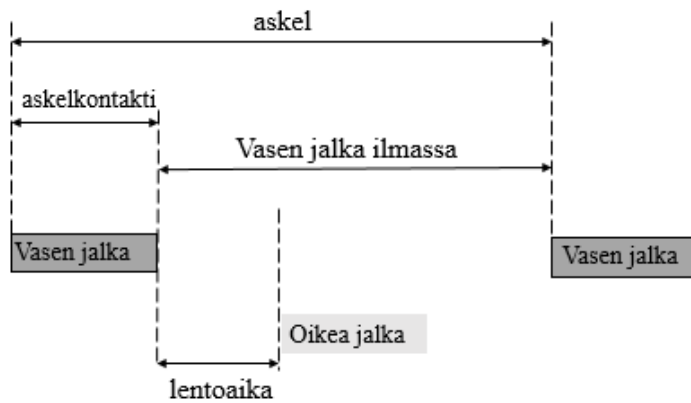 askel
askelkontakti
Vasen jalka ilmassa
Vasen jalka
Vasen jalka
Oikea jalka
lentoaika